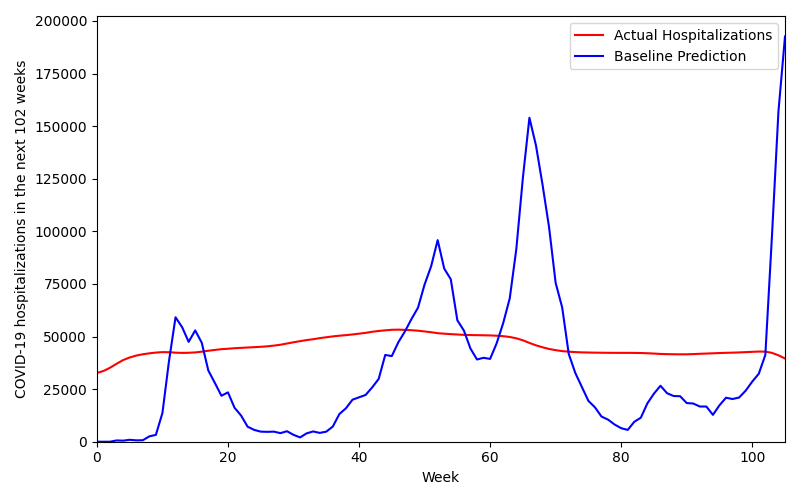 200000
175000
150000
125000
100000
75000
50000
25000
0
COVID-19 hospitalizations in the next 102 weeks
Actual Hospitalizations
Baseline Prediction
0 20 40 60 80 100
Week